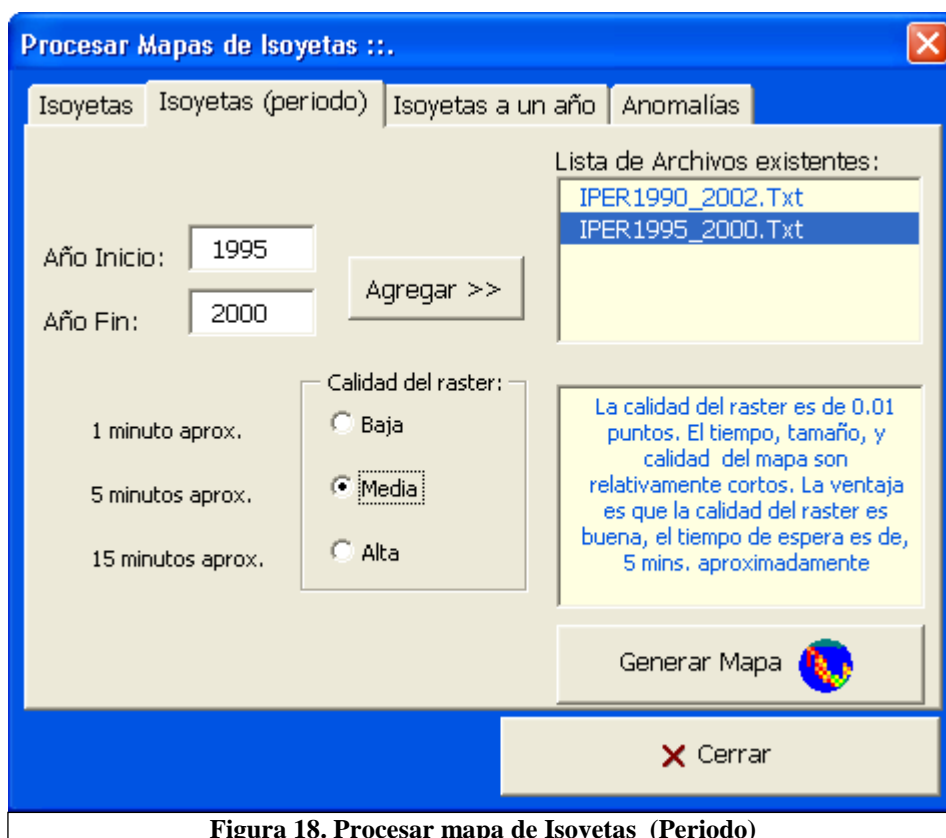 Procesar Mapas de Isoyetas ::.
Isoyetas
Isoyetas (periodo)
Isoyetas a un año
Anomalías
Lista de Archivos existentes:
IPER1990_2002.Txt
IPER1995_2000.Txt
Año Inicio:
1995
Año Fin:
2000
Agregar >>
Calidad del raster:
1 minuto aprox.
Baja
5 minutos aprox.
Media
15 minutos aprox.
Alta
La calidad del raster es de 0.01
puntos. El tiempo, tamaño, y
calidad del mapa son
relativamente cortos. La ventaja
es que la calidad del raster es
buena, el tiempo de espera es de,
5 mins. aproximadamente
Generar Mapa
Cerrar
Figura 18. Procesar mapa de Isoyetas (Periodo)